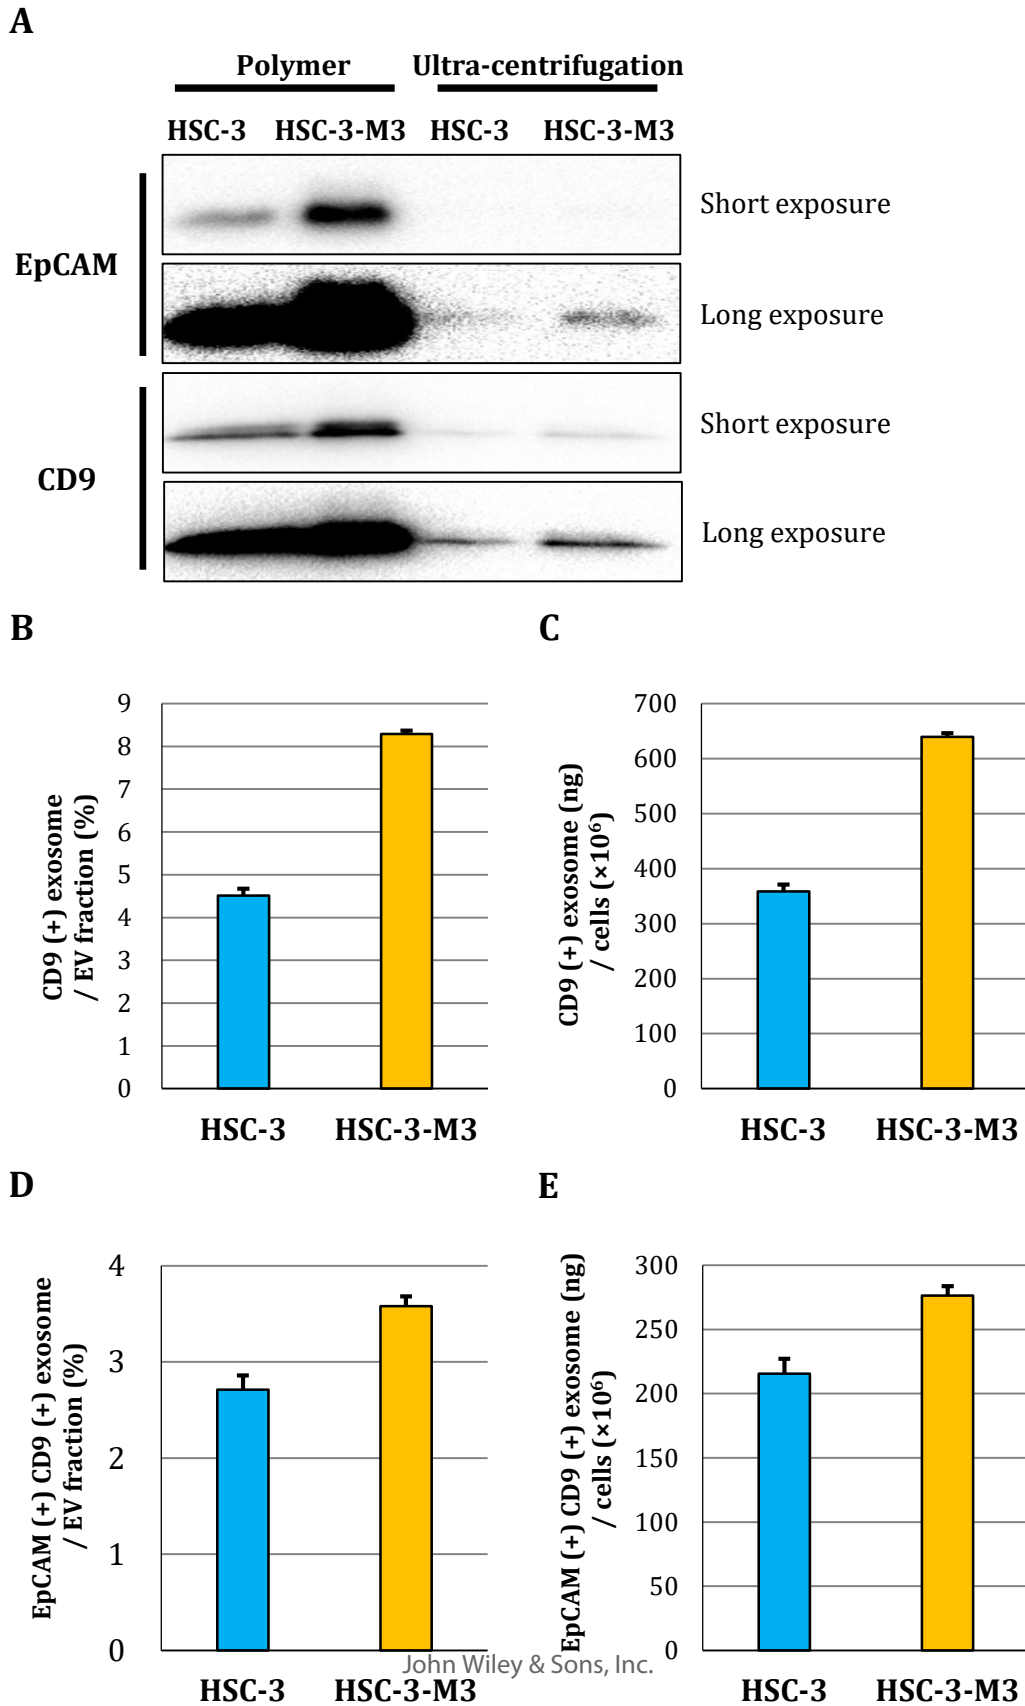 A
Polymer Ultra-centrifugation
HSC-3 HSC-3-M3 HSC-3 HSC-3-M3
EpCAM
Short exposure
Long exposure
CD9
Short exposure
Long exposure
B
CD9 (+) exosome
/ EV fraction (%)
9
8
7
6
5
4
3
2
1
0
HSC-3 HSC-3-M3
C
CD9 (+) exosome (ng)
/ cells (×10⁶)
700
600
500
400
300
200
100
0
HSC-3 HSC-3-M3
D
EpCAM (+) CD9 (+) exosome
/ EV fraction (%)
4
3
2
1
0
HSC-3 HSC-3-M3
E
EpCAM (+) CD9 (+) exosome (ng)
/ cells (×10⁶)
300
250
200
150
100
50
0
HSC-3 HSC-3-M3
John Wiley & Sons, Inc.